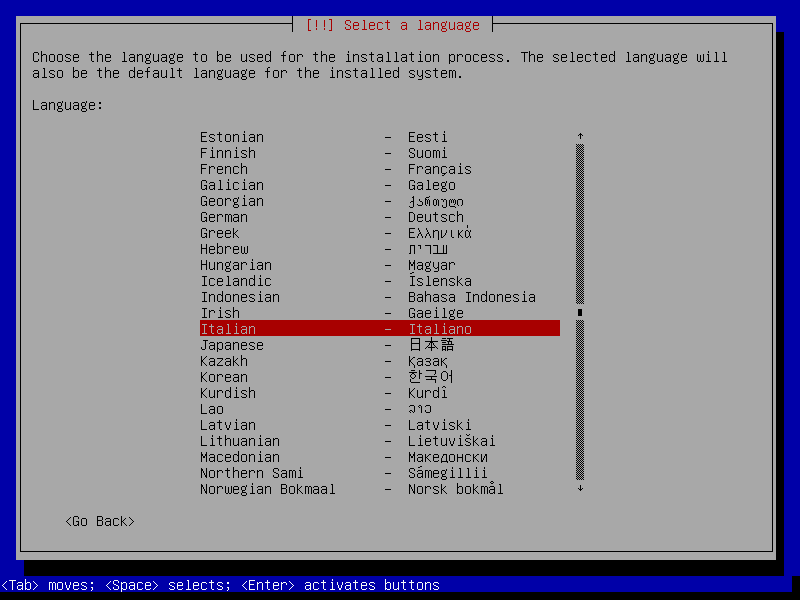 [!!] Select a language
Choose the language to be used for the installation process. The selected language will
also be the default language for the installed system.
Language:
Estonian - Eesti
Finnish - Suomi
French - Français
Galician - Galego
Georgian - ქართული
German - Deutsch
Greek - Ελληνικά
Hebrew - עברית
Hungarian - Magyar
Icelandic - Íslenska
Indonesian - Bahasa Indonesia
Irish - Gaeilge
Italian - Italiano
Japanese - 日本語
Kazakh - Қазақ
Korean - 한국어
Kurdish - Kurdî
Lao - ລາວ
Latvian - Latviski
Lithuanian - Lietuviškai
Macedonian - Македонски
Northern Sami - Sámegillii
Norwegian Bokmaal - Norsk bokmål
<Go Back>
<Tab> moves; <Space> selects; <Enter> activates buttons